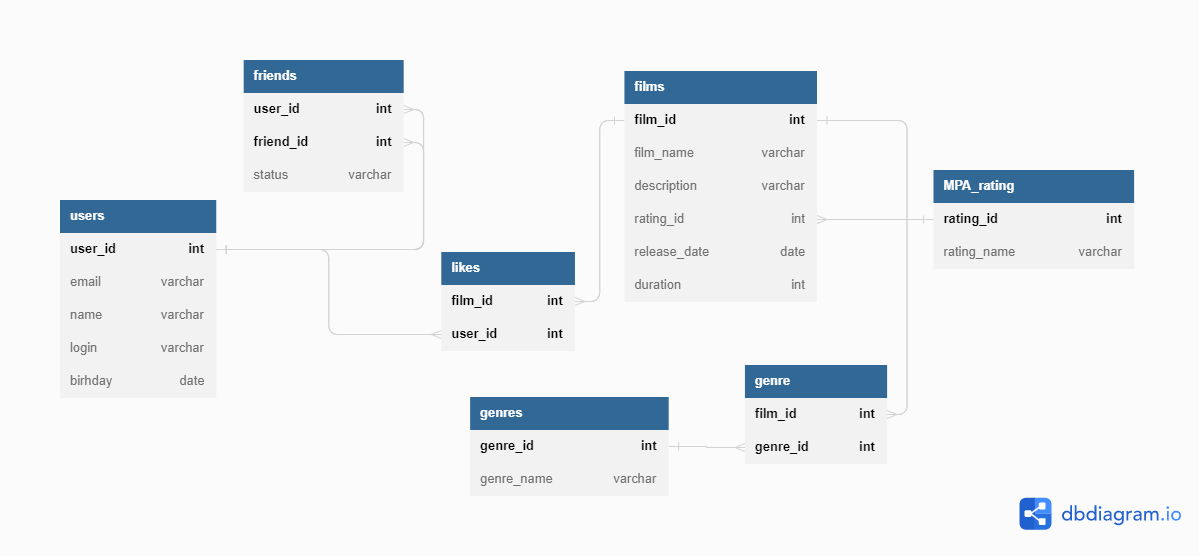 friends
user_id int
friend_id int
status varchar
users
user_id int
email varchar
name varchar
login varchar
birhday date
likes
film_id int
user_id int
films
film_id int
film_name varchar
description varchar
rating_id int
release_date date
duration int
MPA_rating
rating_id int
rating_name varchar
genres
genre_id int
genre_name varchar
genre
film_id int
genre_id int
dbdiagram.io